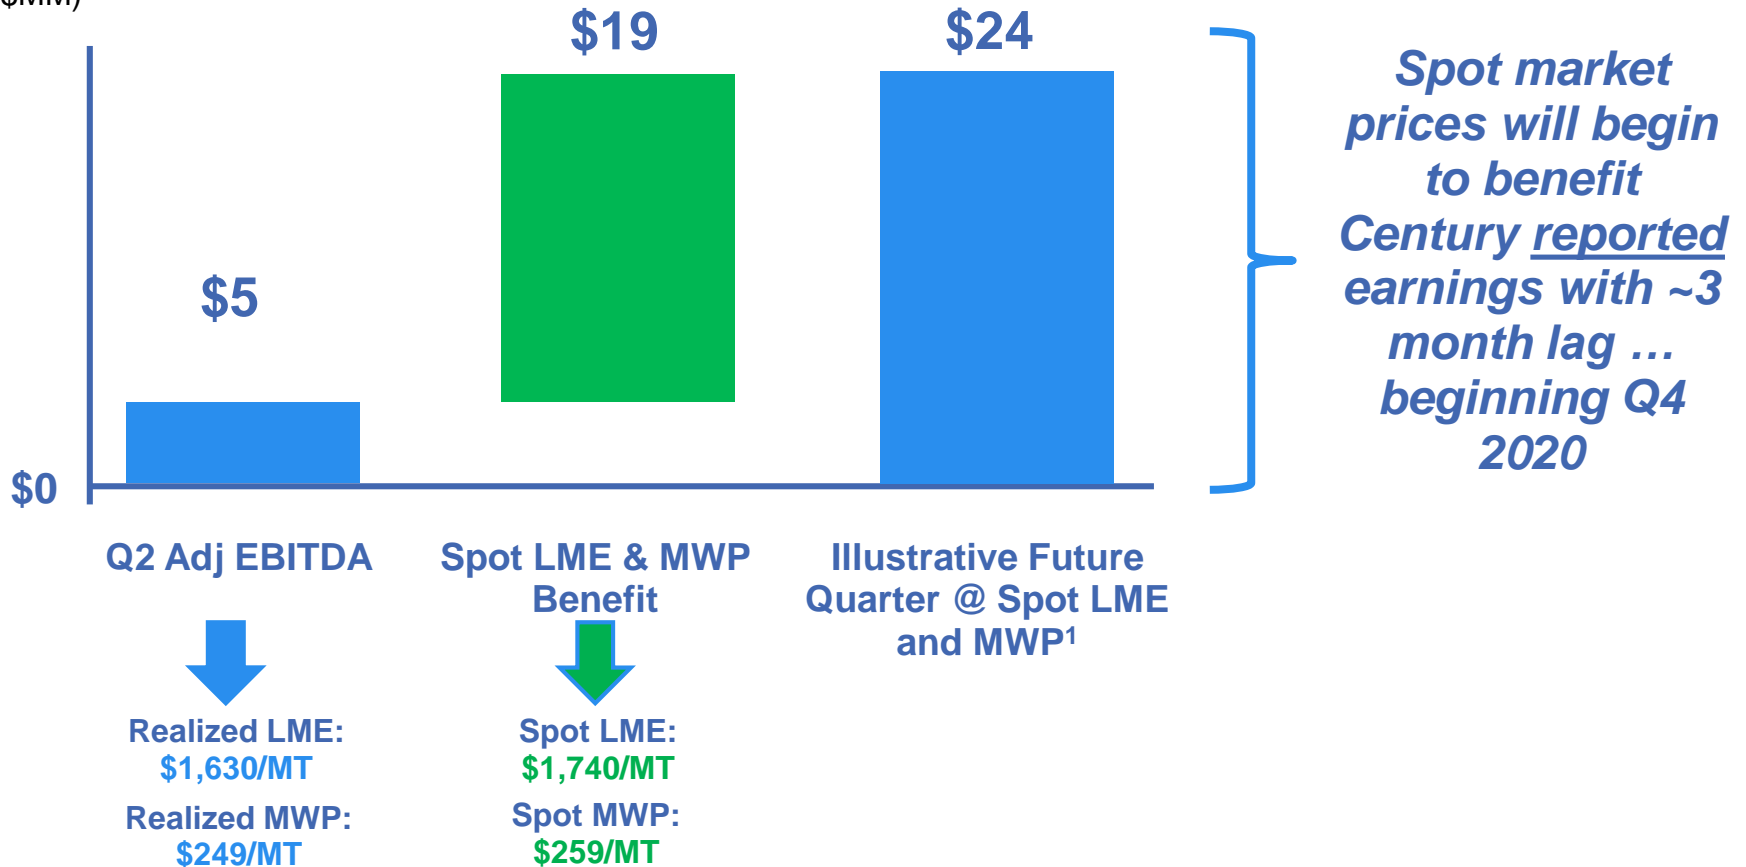 $MM)
$19
$24
$5
$0
Spot market
prices will begin
to benefit
Century reported
earnings with ~3
month lag …
beginning Q4
2020
Q2 Adj EBITDA
Spot LME & MWP
Benefit
Illustrative Future
Quarter @ Spot LME
and MWP¹
Realized LME:
$1,630/MT
Realized MWP:
$249/MT
Spot LME:
$1,740/MT
Spot MWP:
$259/MT